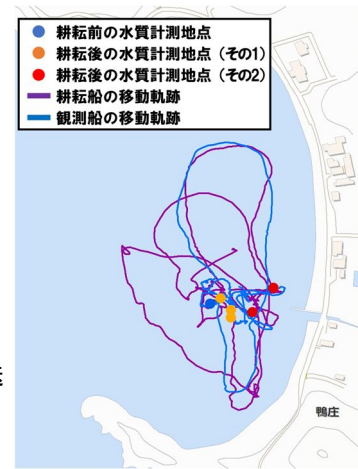 耕耘前の水質計測地点
耕耘後の水質計測地点（その1）
耕耘後の水質計測地点（その2）
耕耘船の移動軌跡
観測船の移動軌跡
鴨庄